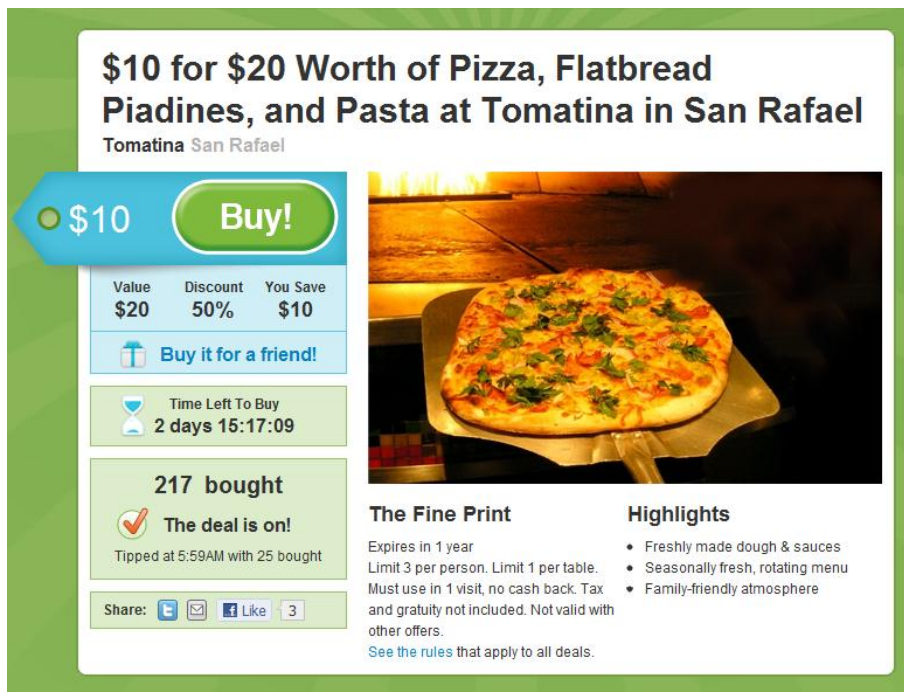 $10 for $20 Worth of Pizza, Flatbread
Piadines, and Pasta at Tomatina in San Rafael
Tomatina San Rafael
$10
Buy!
Value Discount You Save
$20 50% $10
Buy it for a friend!
Time Left To Buy
2 days 15:17:09
217 bought
The deal is on!
Tipped at 5:59AM with 25 bought
Share: Like 3
The Fine Print
Expires in 1 year
Limit 3 per person. Limit 1 per table.
Must use in 1 visit, no cash back. Tax
and gratuity not included. Not valid with
other offers.
See the rules that apply to all deals.
Highlights
• Freshly made dough & sauces
• Seasonally fresh, rotating menu
• Family-friendly atmosphere